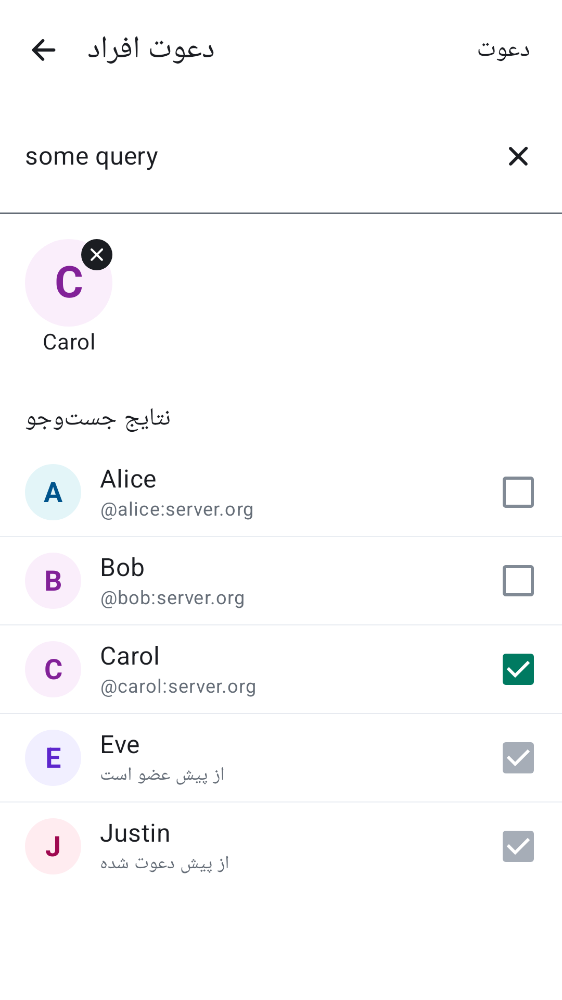 دعوت افراد
دعوت
some query
C
Carol
نتایج جست‌وجو
A
Alice
@alice:server.org
B
Bob
@bob:server.org
C
Carol
@carol:server.org
E
Eve
از پیش عضو است
J
Justin
از پیش دعوت شده